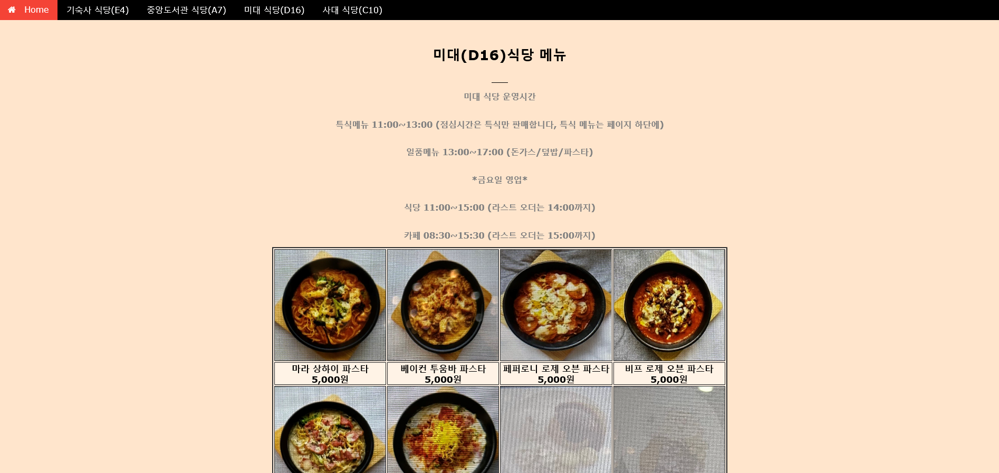 Home 기숙사 식당(E4) 중앙도서관 식당(A7) 미대 식당(D16) 사대 식당(C10)
미대(D16)식당 메뉴
미대 식당 운영시간
특식메뉴 11:00~13:00 (점심시간은 특식만 판매합니다, 특식 메뉴는 페이지 하단에)
일품메뉴 13:00~17:00 (돈가스/덮밥/파스타)
*금요일 영업*
식당 11:00~15:00 (라스트 오더는 14:00까지)
카페 08:30~15:30 (라스트 오더는 15:00까지)
마라 상하이 파스타
5,000원
베이컨 투움바 파스타
5,000원
페퍼로니 로제 오븐 파스타
5,000원
비프 로제 오븐 파스타
5,000원